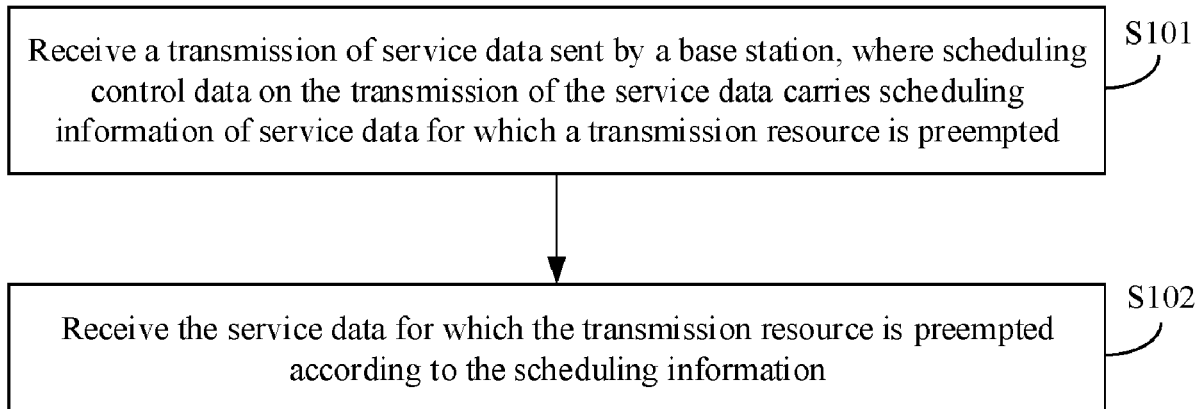 Receive a transmission of service data sent by a base station, where scheduling
control data on the transmission of the service data carries scheduling
information of service data for which a transmission resource is preempted
S101
Receive the service data for which the transmission resource is preempted
according to the scheduling information
S102